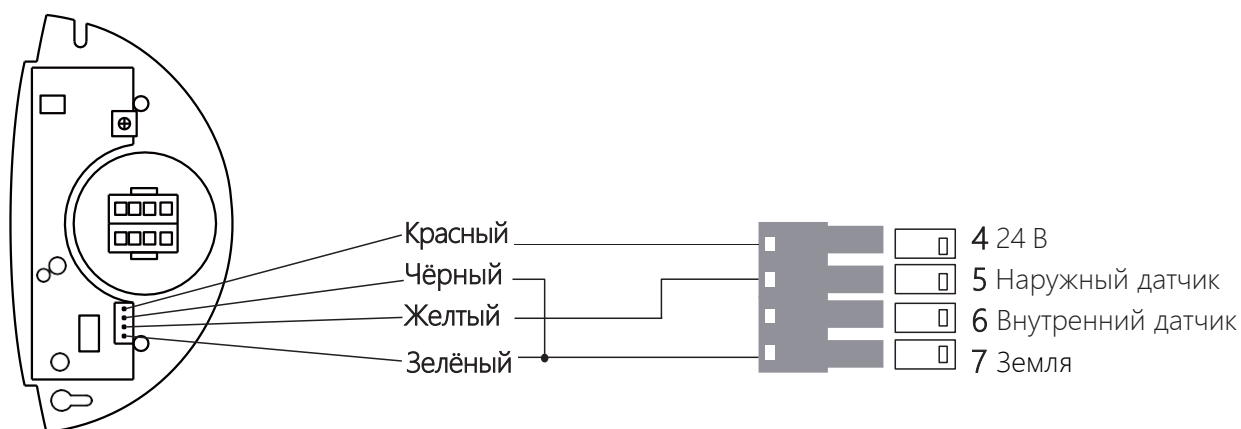 Красный
Чёрный
Желтый
Зелёный
4 24 В
5 Наружный датчик
6 Внутренний датчик
7 Земля